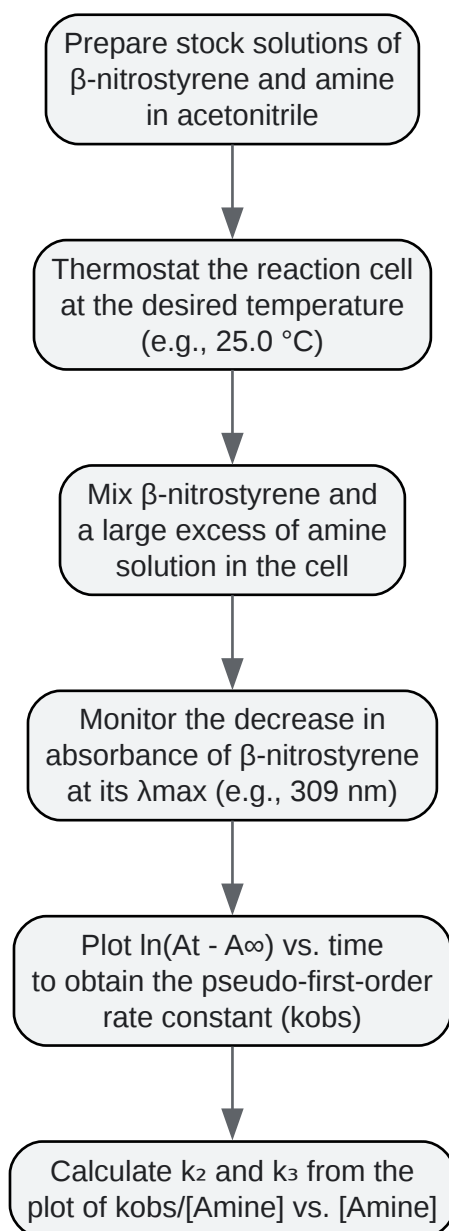 Prepare stock solutions of
β-nitrostyrene and amine
in acetonitrile
Thermostat the reaction cell
at the desired temperature
(e.g., 25.0 °C)
Mix β-nitrostyrene and
a large excess of amine
solution in the cell
Monitor the decrease in
absorbance of β-nitrostyrene
at its λmax (e.g., 309 nm)
Plot ln(At - A∞) vs. time
to obtain the pseudo-first-order
rate constant (kobs)
Calculate k₂ and k₃ from the
plot of kobs/[Amine] vs. [Amine]